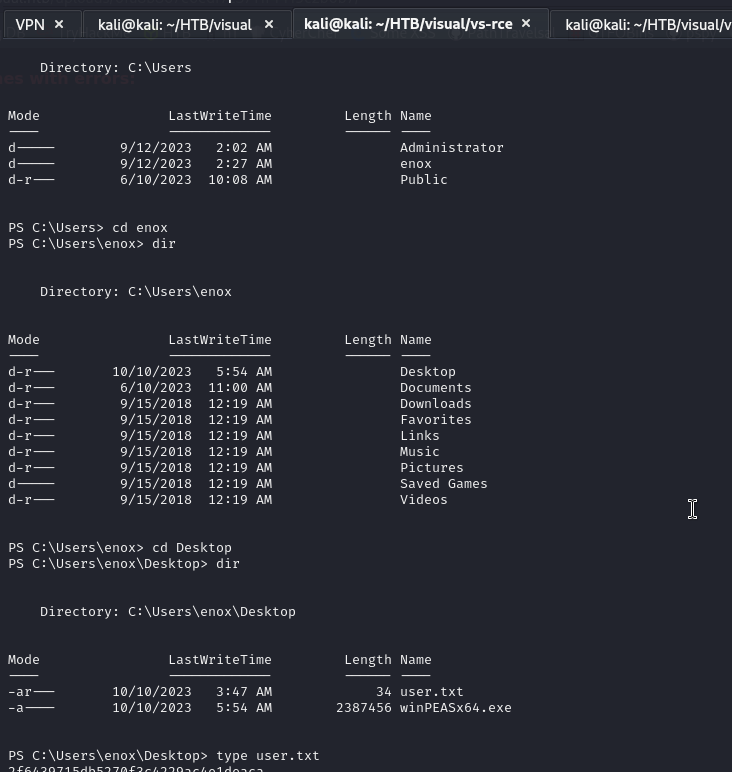 VPN × kali@kali: ~/HTB/visual × kali@kali: ~/HTB/visual/vs-rce × kali@kali: ~/HTB/visual/v
Directory: C:\Users
Mode LastWriteTime Length Name
---- ------------- ------ ----
d----- 9/12/2023 2:02 AM Administrator
d----- 9/12/2023 2:27 AM enox
d-r--- 6/10/2023 10:08 AM Public
PS C:\Users> cd enox
PS C:\Users\enox> dir
Directory: C:\Users\enox
Mode LastWriteTime Length Name
---- ------------- ------ ----
d-r--- 10/10/2023 5:54 AM Desktop
d-r--- 6/10/2023 11:00 AM Documents
d-r--- 9/15/2018 12:19 AM Downloads
d-r--- 9/15/2018 12:19 AM Favorites
d-r--- 9/15/2018 12:19 AM Links
d-r--- 9/15/2018 12:19 AM Music
d-r--- 9/15/2018 12:19 AM Pictures
d----- 9/15/2018 12:19 AM Saved Games
d-r--- 9/15/2018 12:19 AM Videos
PS C:\Users\enox> cd Desktop
PS C:\Users\enox\Desktop> dir
Directory: C:\Users\enox\Desktop
Mode LastWriteTime Length Name
---- ------------- ------ ----
-ar--- 10/10/2023 3:47 AM 34 user.txt
-a---- 10/10/2023 5:54 AM 2387456 winPEASx64.exe
PS C:\Users\enox\Desktop> type user.txt